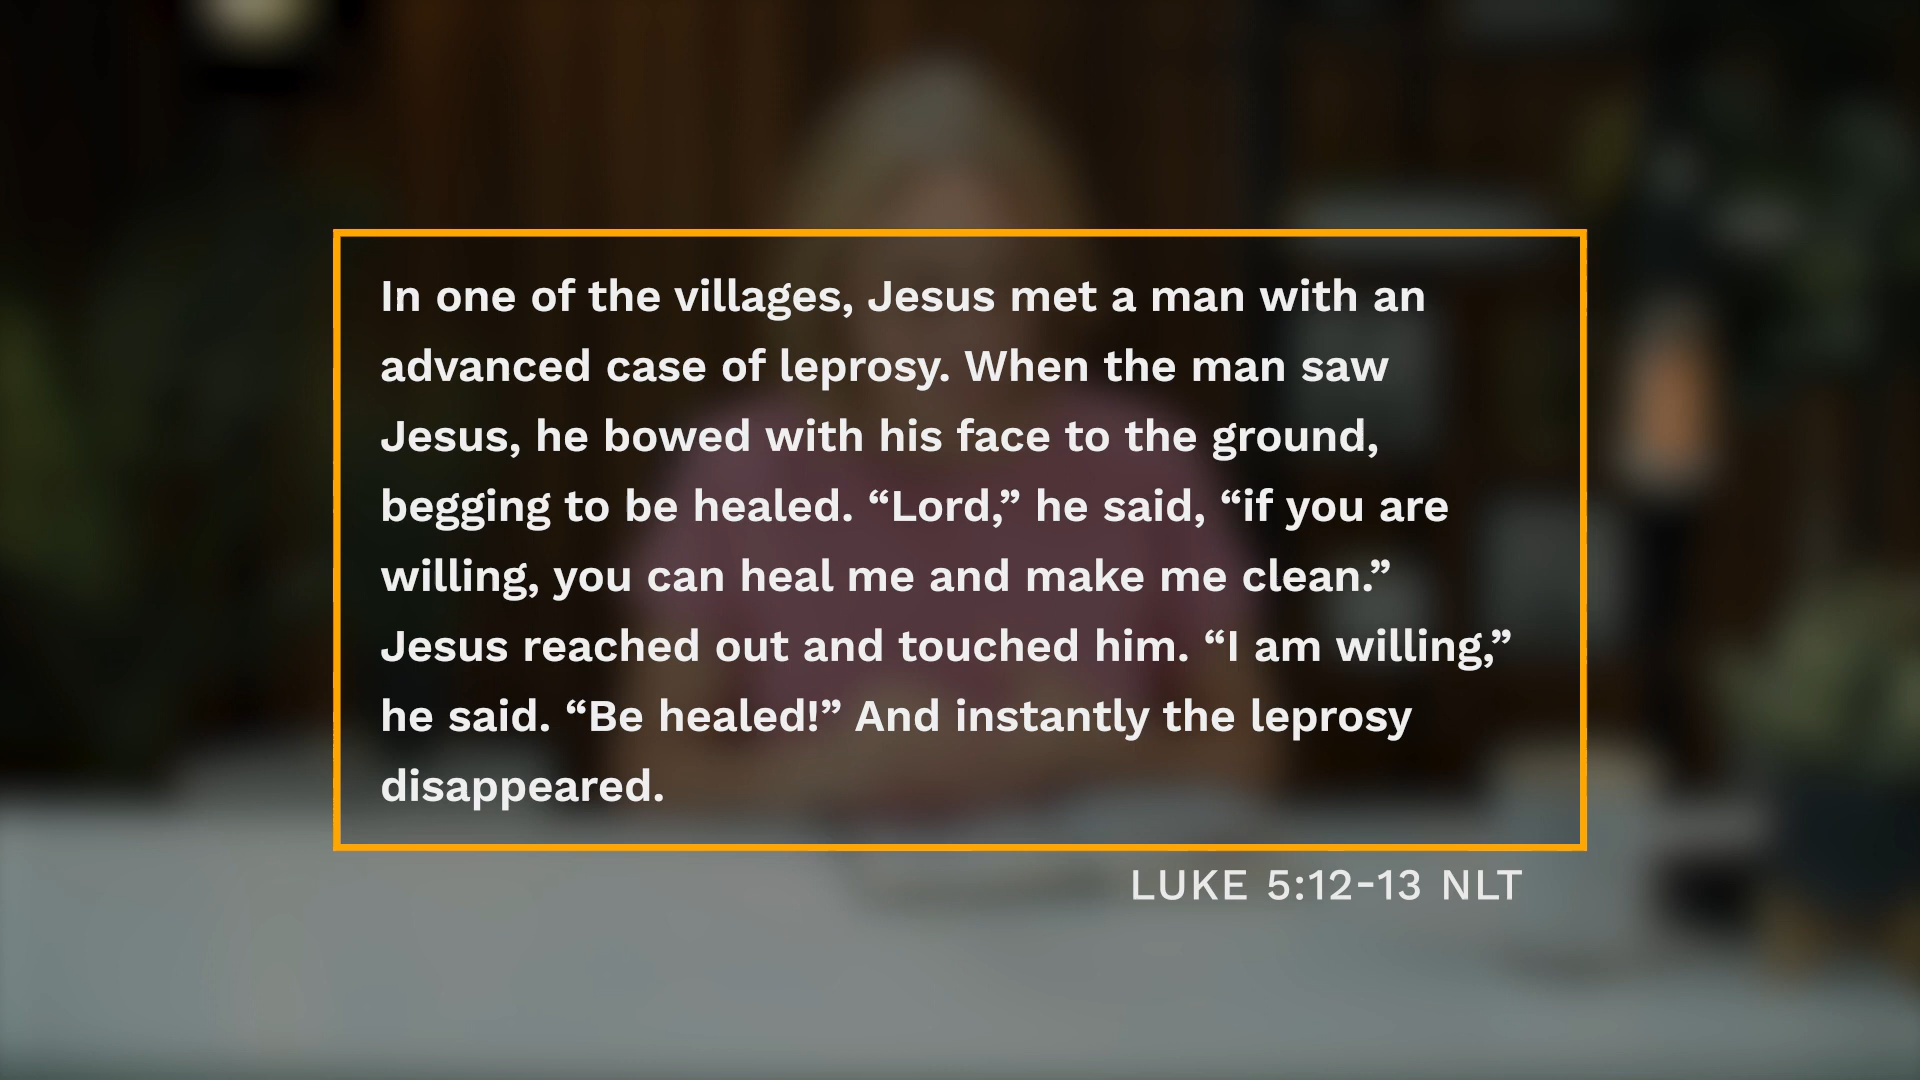 In one of the villages, Jesus met a man with an
advanced case of leprosy. When the man saw
Jesus, he bowed with his face to the ground,
begging to be healed. “Lord,” he said, “if you are
willing, you can heal me and make me clean.”
Jesus reached out and touched him. “I am willing,”
he said. “Be healed!” And instantly the leprosy
disappeared.
LUKE 5:12-13 NLT